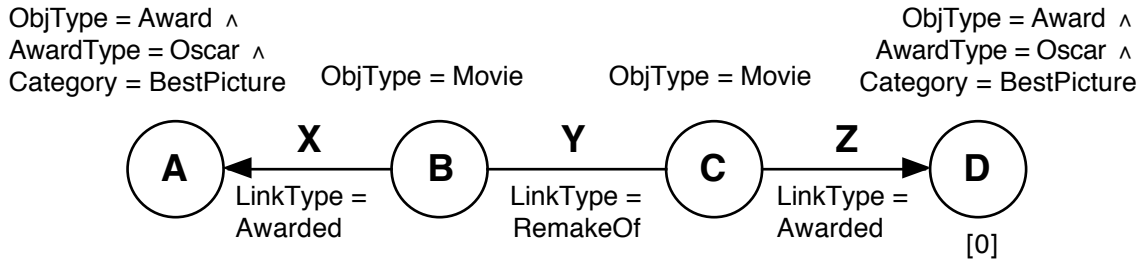 ObjType = Award ∧
AwardType = Oscar ∧
Category = BestPicture
ObjType = Movie
ObjType = Movie
ObjType = Award ∧
AwardType = Oscar ∧
Category = BestPicture
A
X
B
Y
C
Z
D
LinkType =
Awarded
LinkType =
RemakeOf
LinkType =
Awarded
[0]